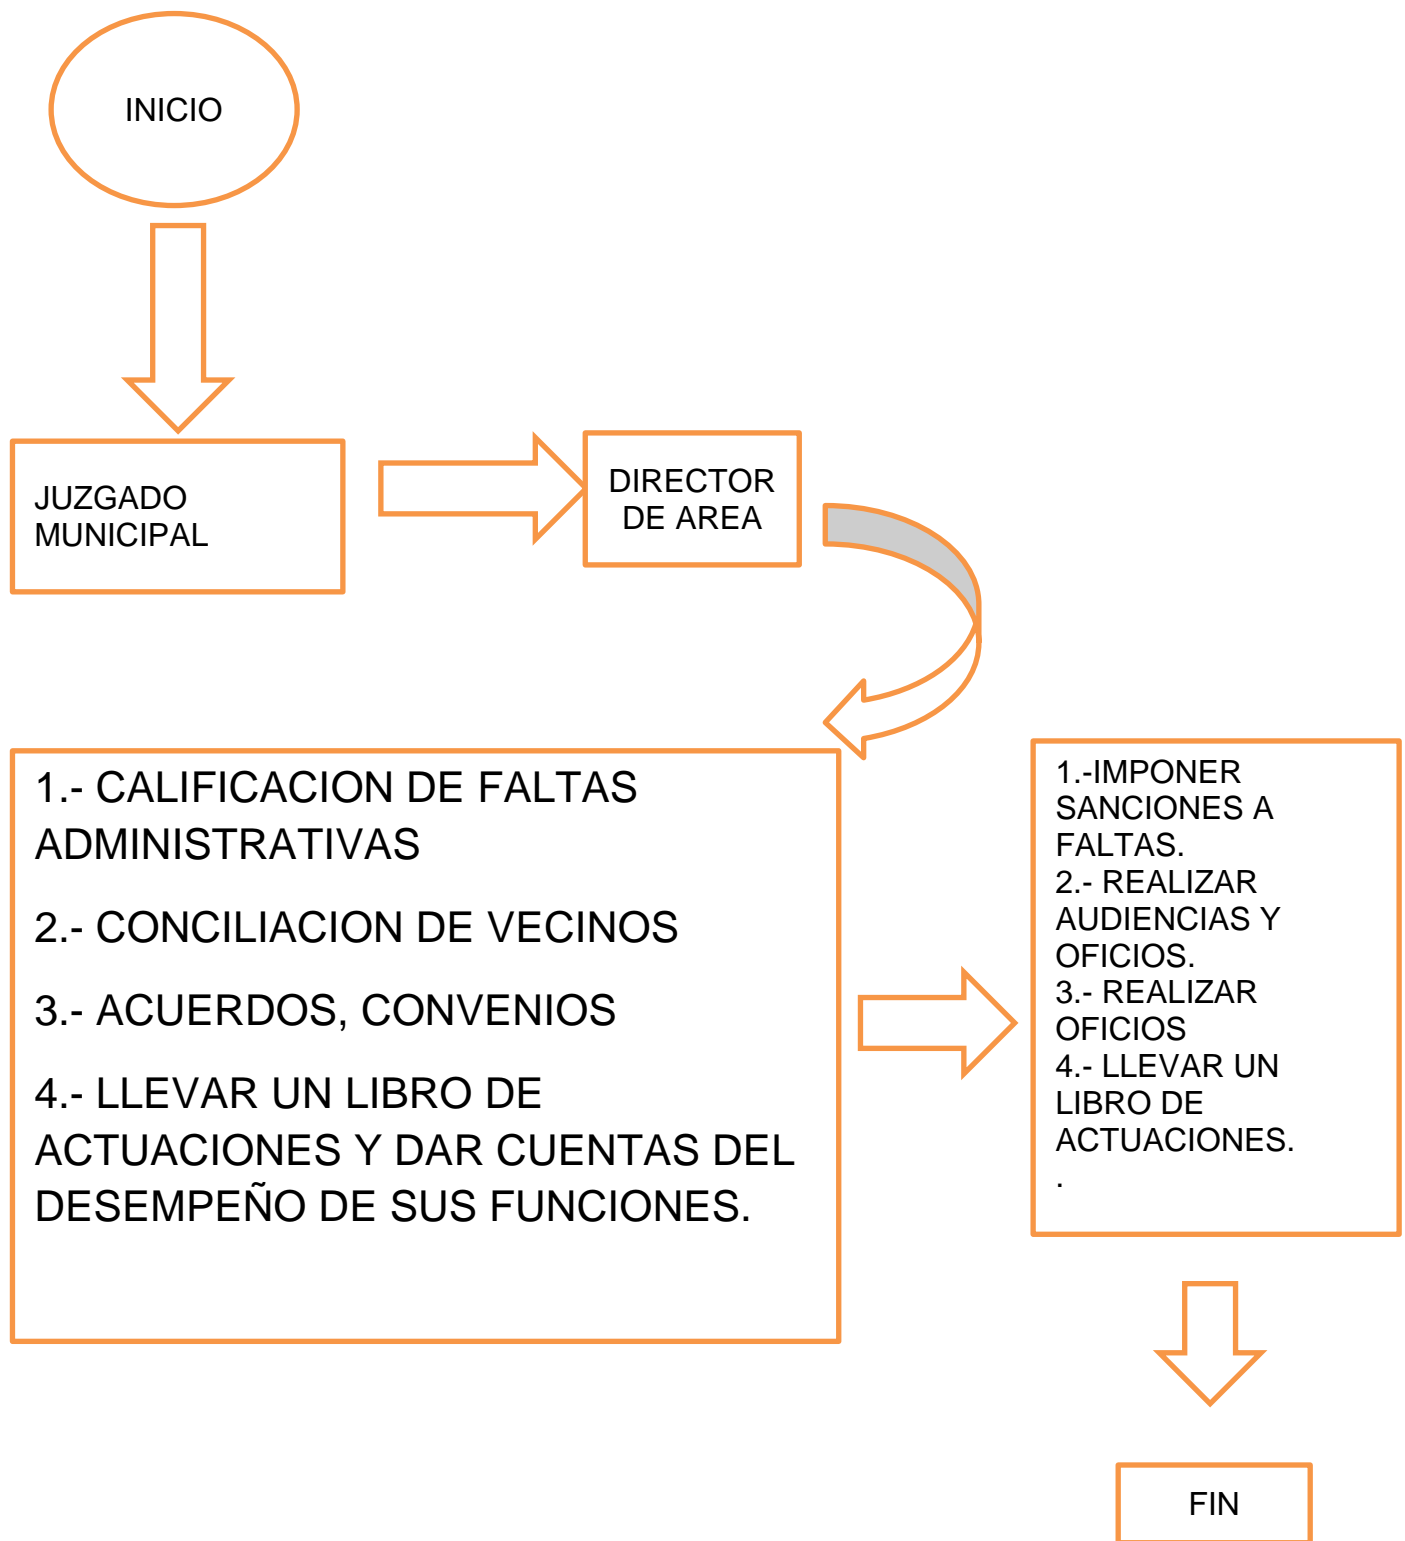 INICIO
JUZGADO
MUNICIPAL
DIRECTOR
DE AREA
1.- CALIFICACION DE FALTAS
ADMINISTRATIVAS
2.- CONCILIACION DE VECINOS
3.- ACUERDOS, CONVENIOS
4.- LLEVAR UN LIBRO DE
ACTUACIONES Y DAR CUENTAS DEL
DESEMPEÑO DE SUS FUNCIONES.
1.-IMPONER
SANCIONES A
FALTAS.
2.- REALIZAR
AUDIENCIAS Y
OFICIOS.
3.- REALIZAR
OFICIOS
4.- LLEVAR UN
LIBRO DE
ACTUACIONES.
.
FIN